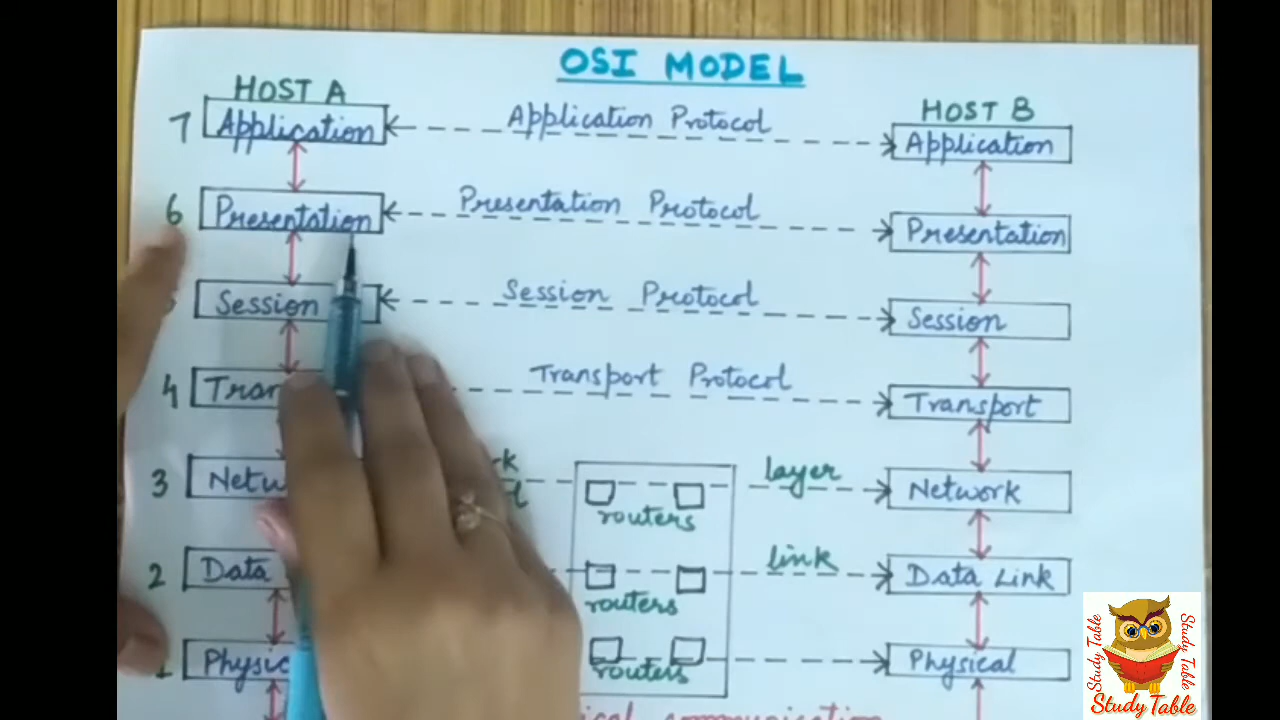 OSI MODEL
HOST A
HOST B
7 Application
Application Protocol
Application
6 Presentation
Presentation Protocol
Presentation
Session
Session Protocol
Session
4
Transport Protocol
Transport
3
layer
Network
routers
2 Data
link
Data Link
routers
Physical
routers
communication
Study Table
Study Table
Study Table